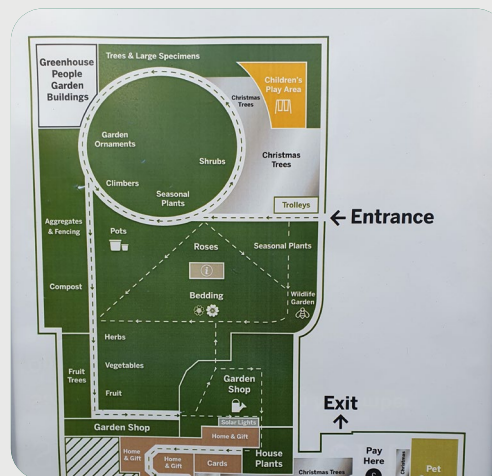 Greenhouse
People
Garden
Buildings
Trees & Large Specimens
Children's
Play Area
Christmas
Trees
Christmas
Trees
Garden
Ornaments
Shrubs
Climbers
Seasonal
Plants
Trolleys
← Entrance
Aggregates
& Fencing
Pots
Roses
Seasonal Plants
i
Compost
Bedding
Wildlife
Garden
Herbs
Fruit
Trees
Vegetables
Fruit
Garden
Shop
Exit
Solar Lights
Garden Shop
Home & Gift
Home
& Gift
Home
& Gift
Cards
House
Plants
Christmas Trees
Pay
Here
£
Christmas
Pet